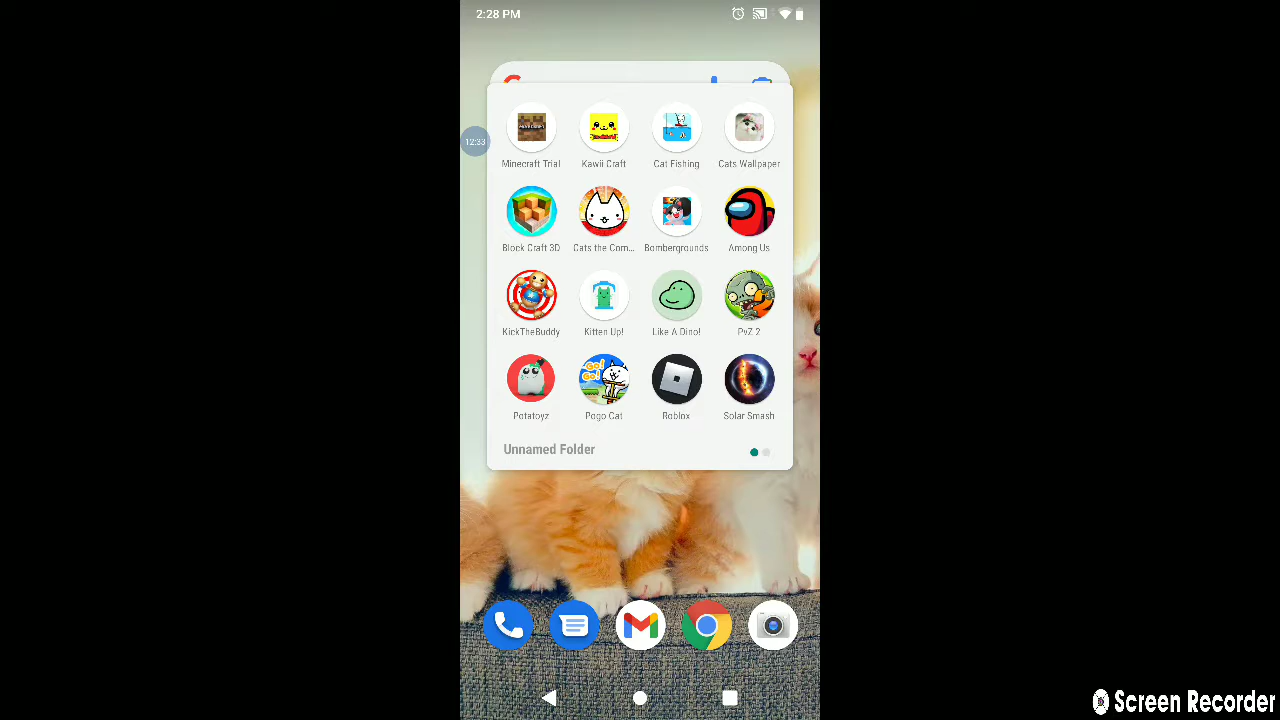 2:28 PM
12:33
Minecraft Trial
Kawii Craft
Cat Fishing
Cats Wallpaper
Block Craft 3D
Cats the Com...
Bombergrounds
Among Us
KickTheBuddy
Kitten Up!
Like A Dino!
GO!
GO!
PvZ 2
Potatoyz
Pogo Cat
Roblox
Solar Smash
Unnamed Folder
Screen Recorder